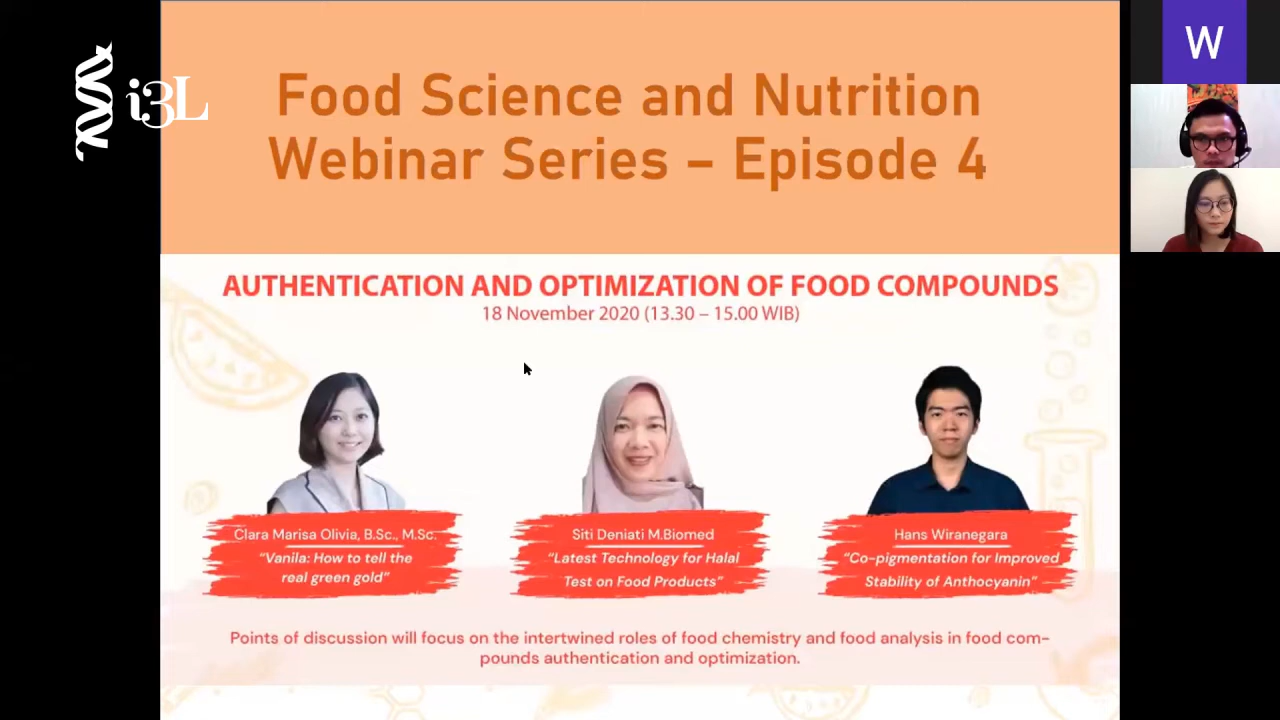 i3L
Food Science and Nutrition
Webinar Series – Episode 4
W
AUTHENTICATION AND OPTIMIZATION OF FOOD COMPOUNDS
18 November 2020 (13.30 – 15.00 WIB)
Clara Marisa Olivia, B.Sc., M.Sc.
“Vanila: How to tell the
real green gold”
Siti Deniati M.Biomed
“Latest Technology for Halal
Test on Food Products”
Hans Wiranegara
“Co-pigmentation for Improved
Stability of Anthocyanin”
Points of discussion will focus on the intertwined roles of food chemistry and food analysis in food com-
pounds authentication and optimization.